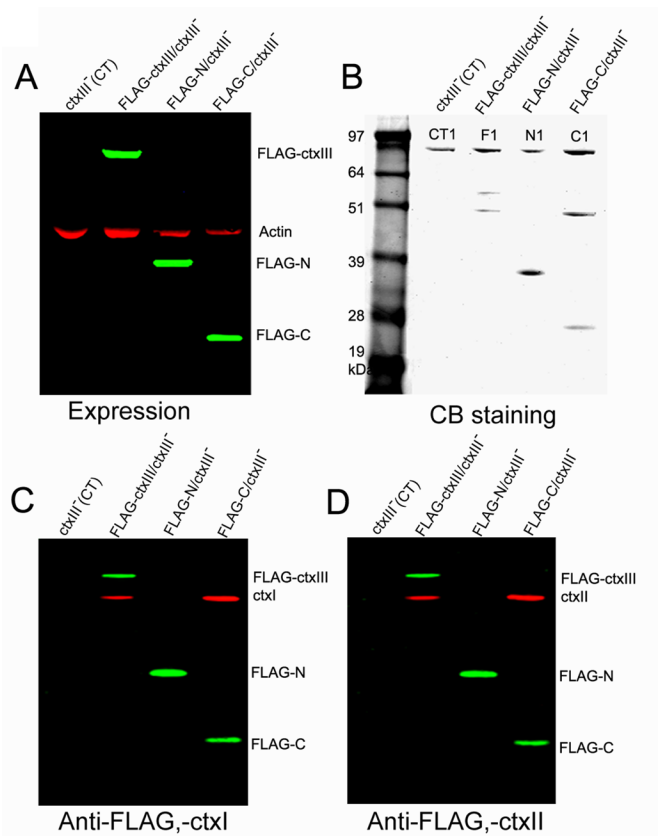 A
ctxIII⁻(CT)
FLAG-ctxIII/ctxIII⁻
FLAG-N/ctxIII⁻
FLAG-C/ctxIII⁻
FLAG-ctxIII
Actin
FLAG-N
FLAG-C
Expression
B
ctxIII⁻(CT)
FLAG-ctxIII/ctxIII⁻
FLAG-N/ctxIII⁻
FLAG-C/ctxIII⁻
CT1 F1 N1 C1
97
64
51
39
28
19
kDa
CB staining
C
ctxIII⁻(CT)
FLAG-ctxIII/ctxIII⁻
FLAG-N/ctxIII⁻
FLAG-C/ctxIII⁻
FLAG-ctxIII
ctxI
FLAG-N
FLAG-C
Anti-FLAG,-ctxI
D
ctxIII⁻(CT)
FLAG-ctxIII/ctxIII⁻
FLAG-N/ctxIII⁻
FLAG-C/ctxIII⁻
FLAG-ctxIII
ctxII
FLAG-N
FLAG-C
Anti-FLAG,-ctxII